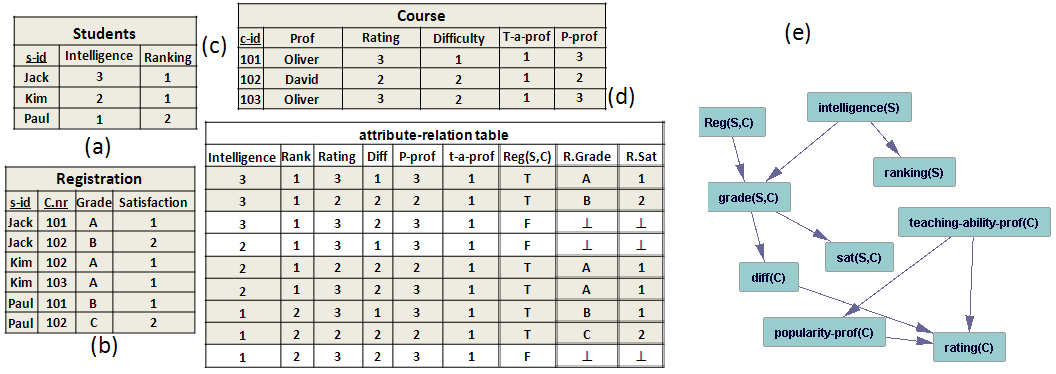 Students
s-id Intelligence Ranking
Jack 3 1
Kim 2 1
Paul 1 2
(a)
Registration
s-id C.nr Grade Satisfaction
Jack 101 A 1
Jack 102 B 2
Kim 102 A 1
Kim 103 A 1
Paul 101 B 1
Paul 102 C 2
(b)
(c)
Course
c-id Prof Rating Difficulty T-a-prof P-prof
101 Oliver 3 1 1 3
102 David 2 2 1 2
103 Oliver 3 2 1 3
(d)
attribute-relation table
Intelligence Rank Rating Diff P-prof t-a-prof Reg(S,C) R.Grade R.Sat
3 1 3 1 3 1 T A 1
3 1 2 2 2 1 T B 2
3 1 3 2 3 1 F ⊥ ⊥
2 1 3 1 3 1 F ⊥ ⊥
2 1 2 2 2 1 T A 1
2 1 3 2 3 1 T A 1
1 2 3 1 3 1 T B 1
1 2 2 2 2 1 T C 2
1 2 3 2 3 1 F ⊥ ⊥
(e)
intelligence(S)
Reg(S,C)
ranking(S)
grade(S,C)
teaching-ability-prof(C)
sat(S,C)
diff(C)
popularity-prof(C)
rating(C)